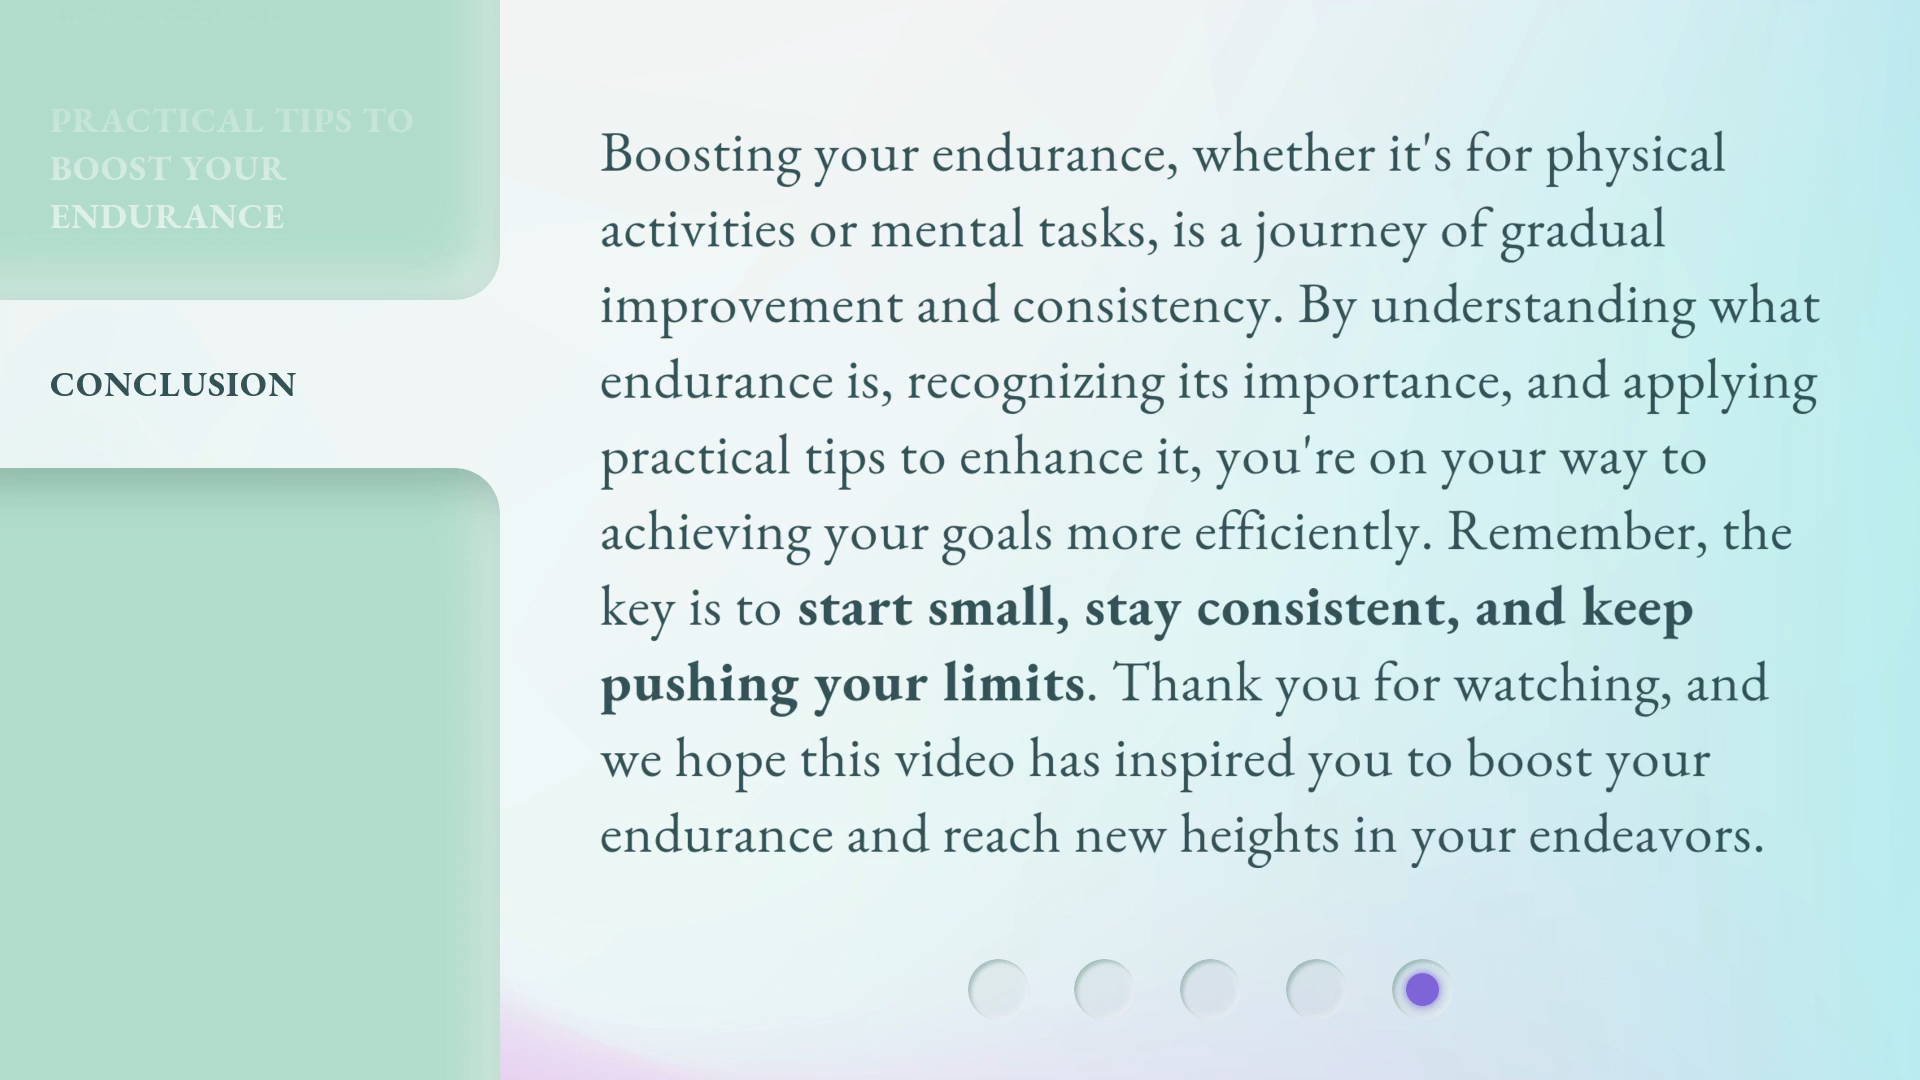 PRACTICAL TIPS TO
BOOST YOUR
ENDURANCE
CONCLUSION
Boosting your endurance, whether it's for physical
activities or mental tasks, is a journey of gradual
improvement and consistency. By understanding what
endurance is, recognizing its importance, and applying
practical tips to enhance it, you're on your way to
achieving your goals more efficiently. Remember, the
key is to start small, stay consistent, and keep
pushing your limits. Thank you for watching, and
we hope this video has inspired you to boost your
endurance and reach new heights in your endeavors.